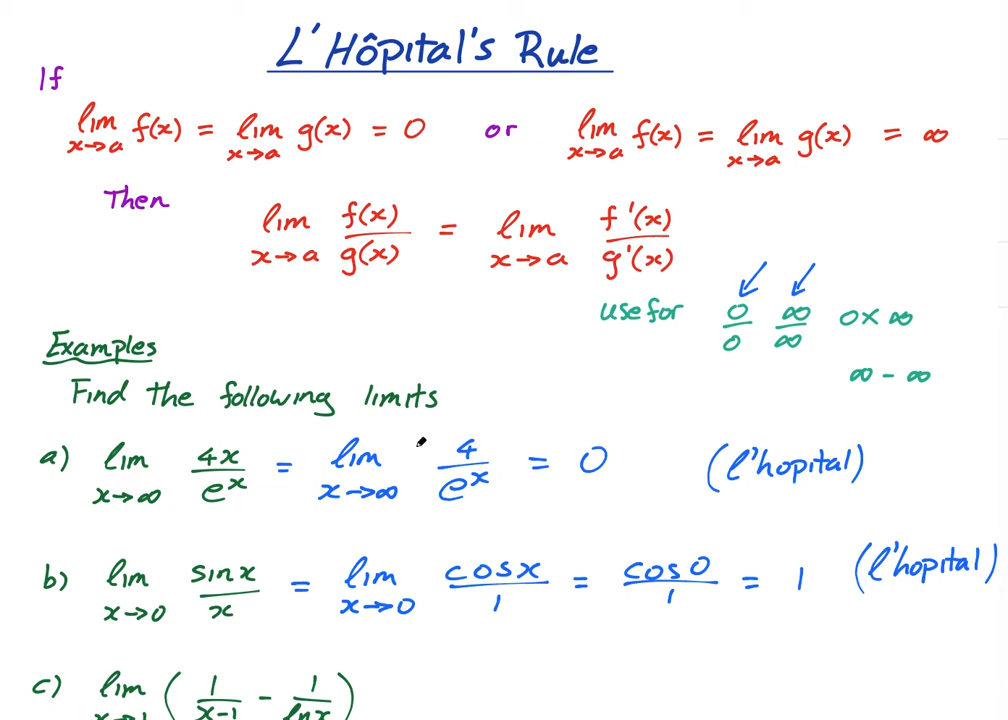 L'Hôpital's Rule
If
lim x→a f(x) = lim x→a g(x) = 0 or lim x→a f(x) = lim x→a g(x) = ∞
Then
lim x→a f(x)/g(x) = lim x→a f'(x)/g'(x)
use for 0/0 ∞/∞ 0×∞
∞ - ∞
Examples
Find the following limits
a) lim x→∞ 4x/e^x = lim x→∞ 4/e^x = 0 (l'hopital)
b) lim x→0 sinx/x = lim x→0 cosx/1 = cos0/1 = 1 (l'hopital)
c) lim x→1 (1/x-1 - 1/lnx)